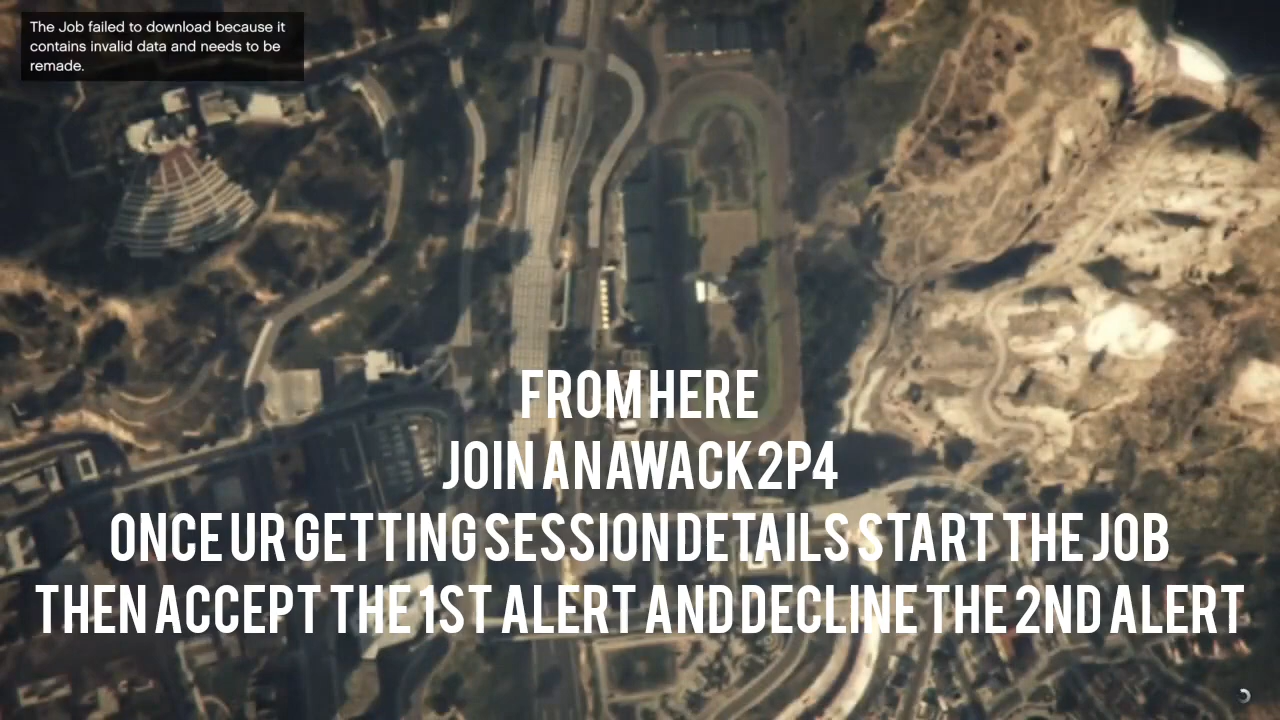 The Job failed to download because it
contains invalid data and needs to be
remade.
FROM HERE
JOIN AN AWACK 2P4
ONCE UR GETTING SESSION DETAILS START THE JOB
THEN ACCEPT THE 1ST ALERT AND DECLINE THE 2ND ALERT